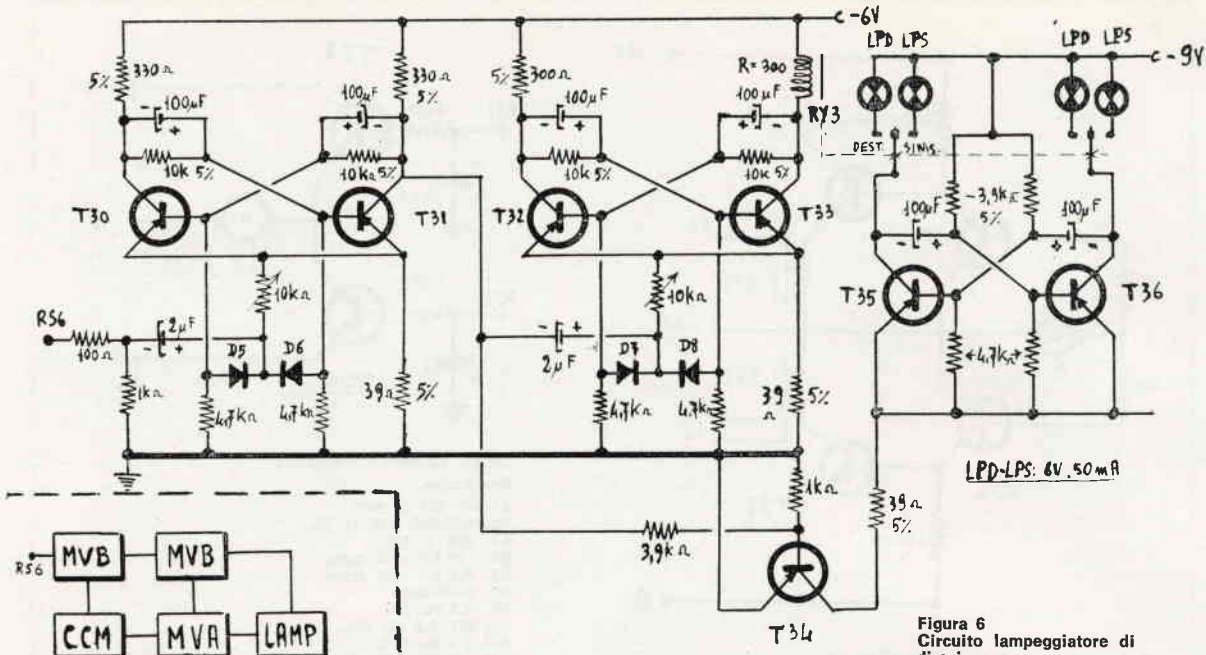 -6V
LPD LPS
LPD LPS
-9V
5%
330Ω
330Ω
5%
5%
300Ω
R=300
RY3
- 100µF +
100µF
+ -
100µF
- +
100µF
- +
10k 5%
10kΩ 5%
10k 5%
10k 5%
DEST. SINIS.
T30
T31
T32
T33
3,9kΩ
5%
100µF
- +
100µF
+ -
T35
T36
10kΩ
10kΩ
RS6
100Ω
2µF
- +
D5
D6
- +
2µF
D7
D8
1kΩ
4,7kΩ
4,7kΩ
39Ω
5%
4,7kΩ
4,7kΩ
39
Ω
5%
4,7kΩ
LPD-LPS: 6V. 50mA
1kΩ
3,9kΩ
39Ω
5%
T34
RS6
MVB
MVB
CCM
MVA
LAMP
Figura 6
Circuito lampeggiatore di